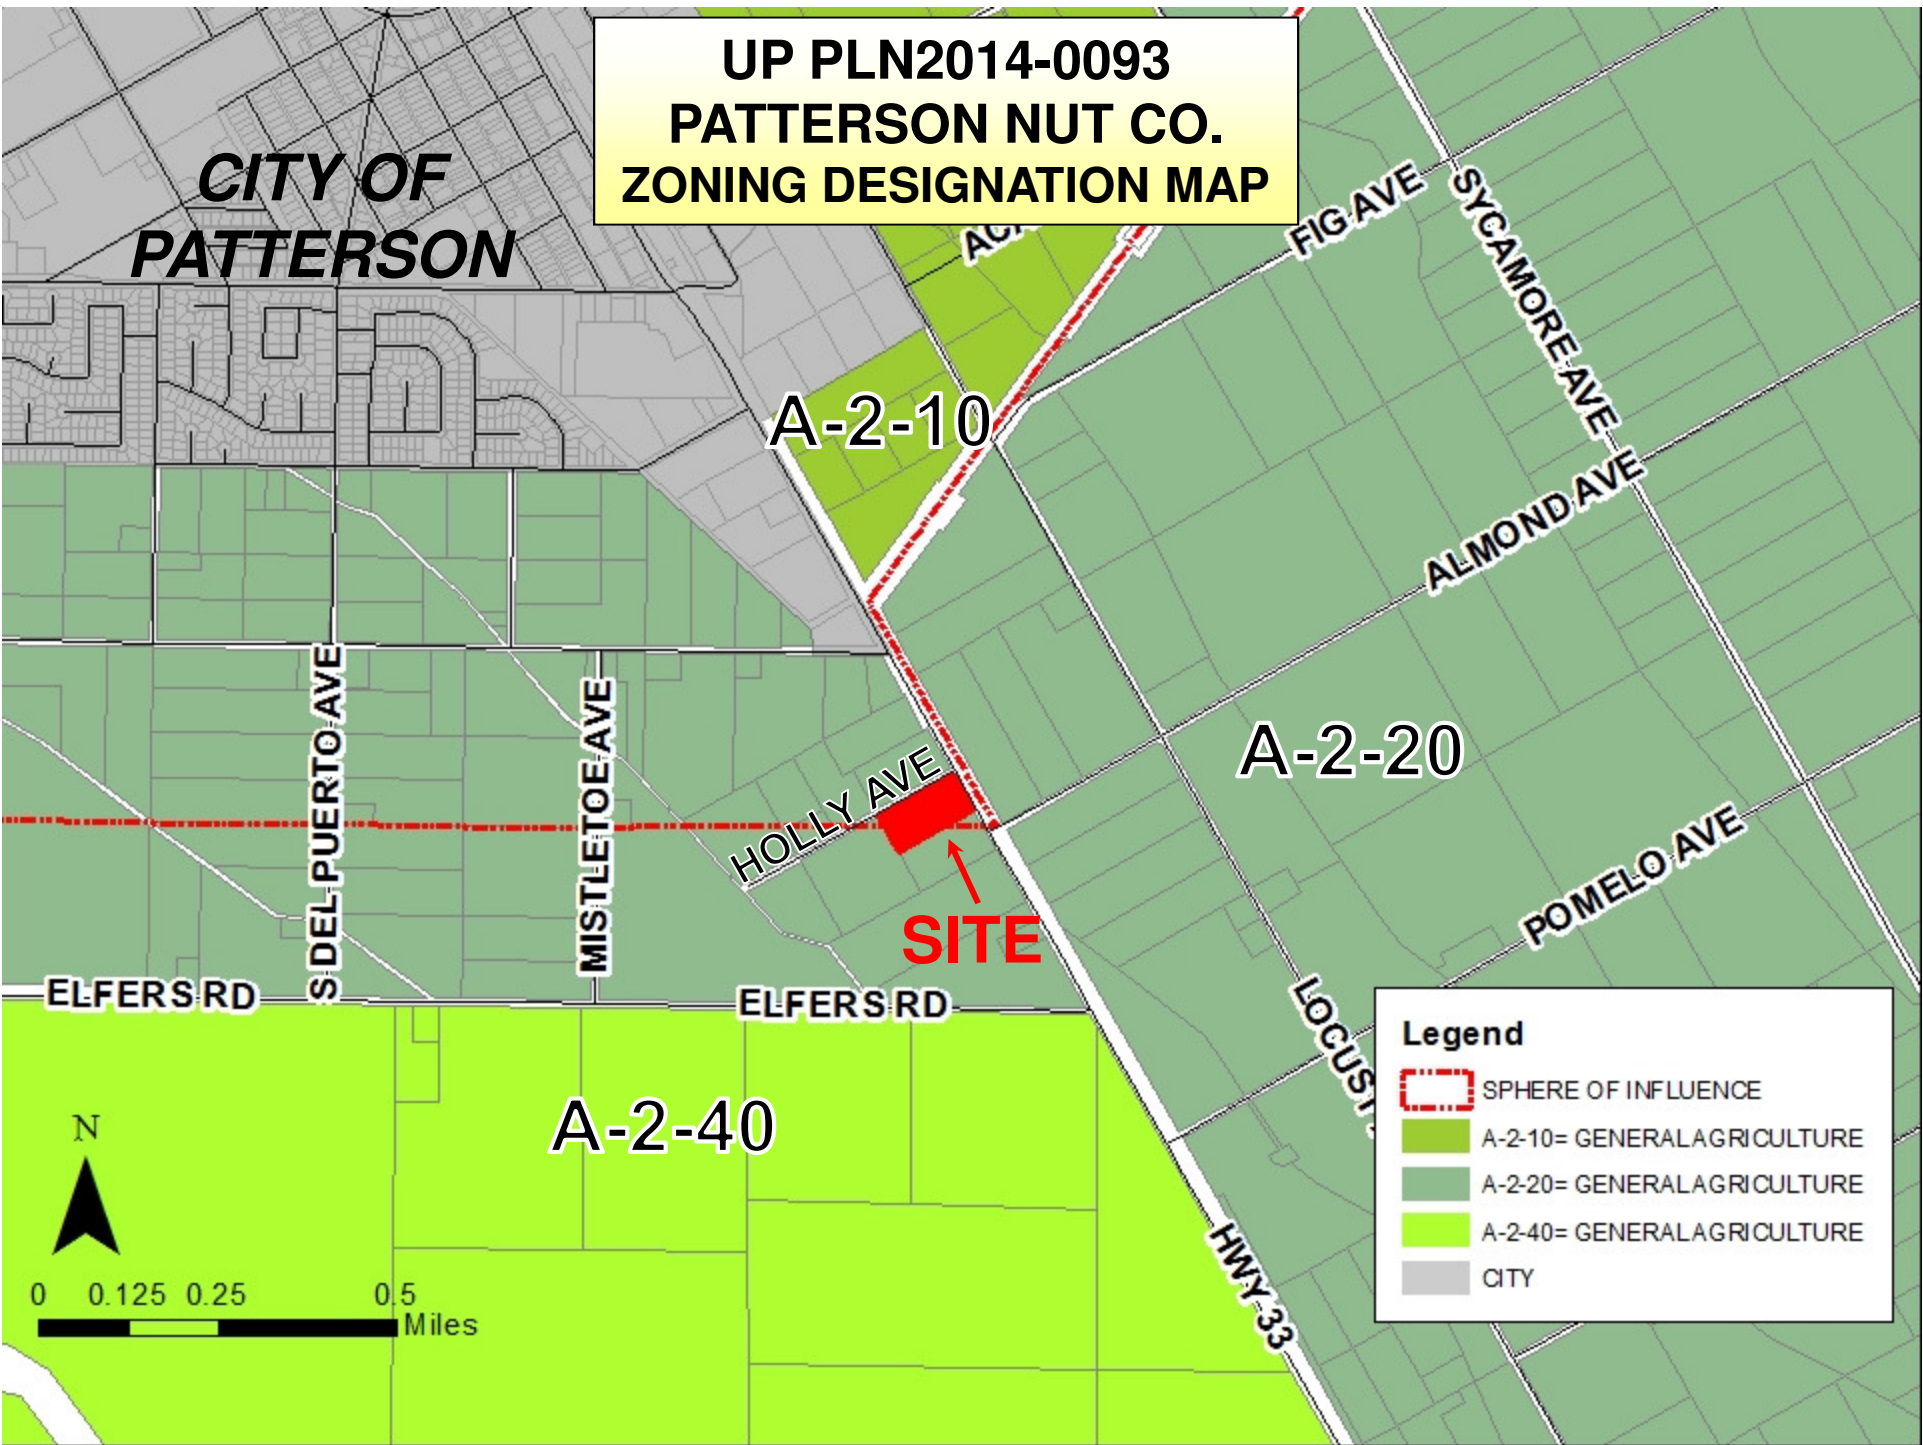 UP PLN2014-0093
PATTERSON NUT CO.
ZONING DESIGNATION MAP
CITY OF
PATTERSON
FIG AVE
SYCAMORE AVE
A-2-10
ALMOND AVE
S DEL PUERTO AVE
MISTLETOE AVE
HOLLY AVE
A-2-20
POMELO AVE
SITE
ELFERS RD
ELFERS RD
LOCUST
A-2-40
HWY 33
N
0 0.125 0.25 0.5
Miles
Legend
SPHERE OF INFLUENCE
A-2-10= GENERAL AGRICULTURE
A-2-20= GENERAL AGRICULTURE
A-2-40= GENERAL AGRICULTURE
CITY